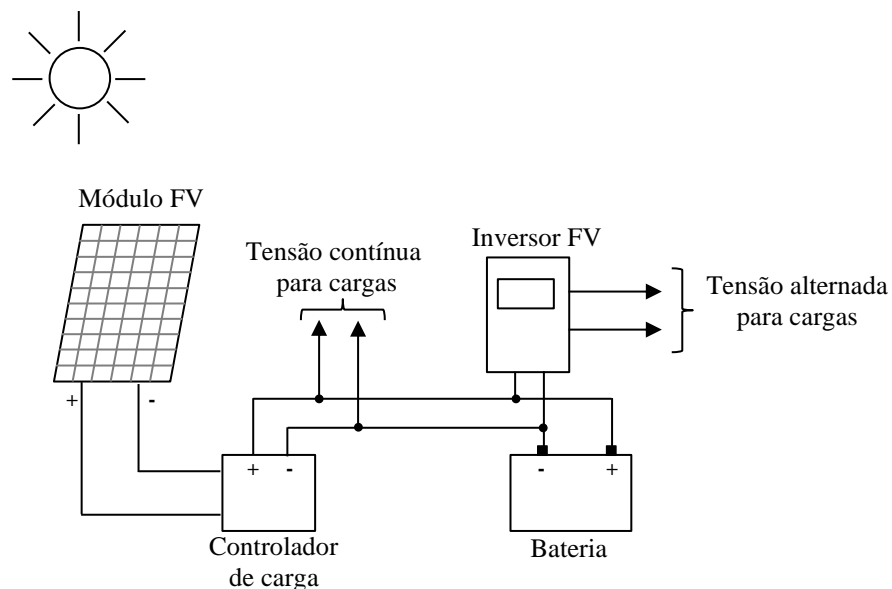 Módulo FV
Tensão contínua
para cargas
Inversor FV
Tensão alternada
para cargas
+ -
+ -
- +
Controlador
de carga
Bateria